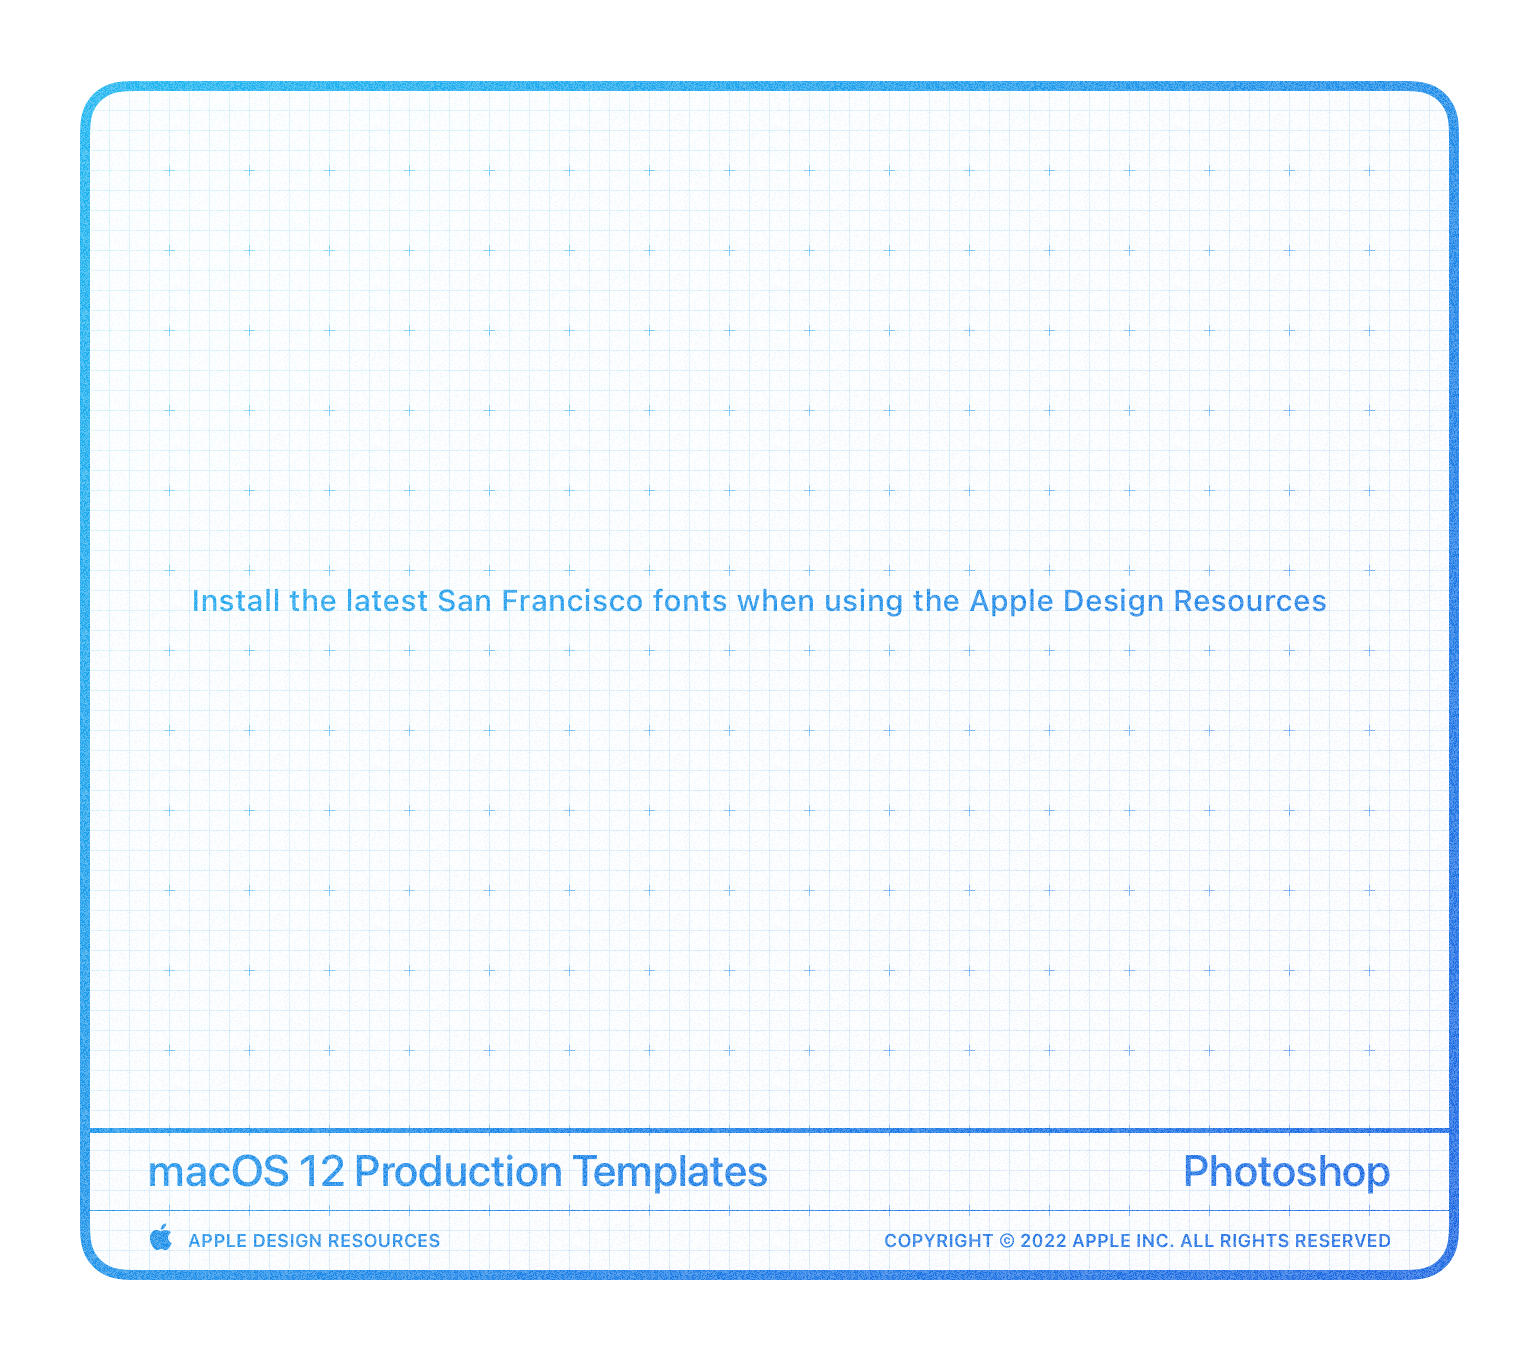 Install the latest San Francisco fonts when using the Apple Design Resources
macOS 12 Production Templates
Photoshop
APPLE DESIGN RESOURCES
COPYRIGHT © 2022 APPLE INC. ALL RIGHTS RESERVED